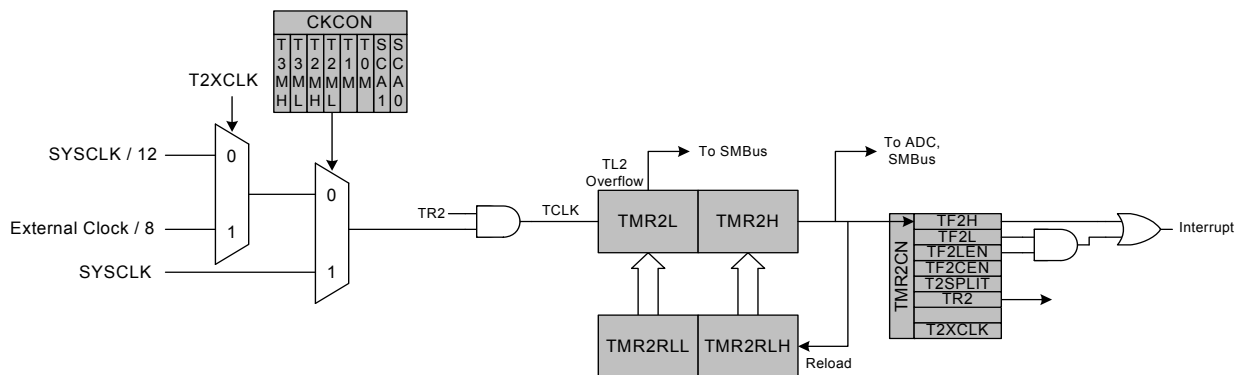 CKCON
T3MH
T3ML
T2MH
T2ML
T1M
T0M
SCA1
SCA0
T2XCLK
SYSCLK / 12
0
External Clock / 8
1
SYSCLK
0
1
TR2
TCLK
TL2
Overflow
To SMBus
To ADC,
SMBus
TMR2L
TMR2H
TMR2RLL
TMR2RLH
Reload
TMR2CN
TF2H
TF2L
TF2LEN
TF2CEN
T2SPLIT
TR2
T2XCLK
Interrupt